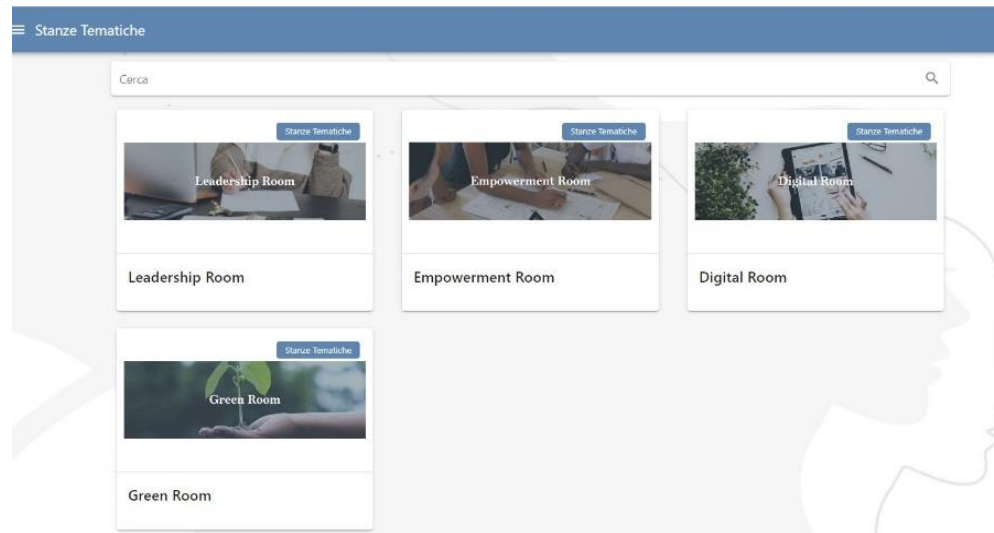 Stanze Tematiche
Cerca
Stanze Tematiche
Leadership Room
Leadership Room
Stanze Tematiche
Empowerment Room
Empowerment Room
Stanze Tematiche
Digital Room
Digital Room
Stanze Tematiche
Green Room
Green Room